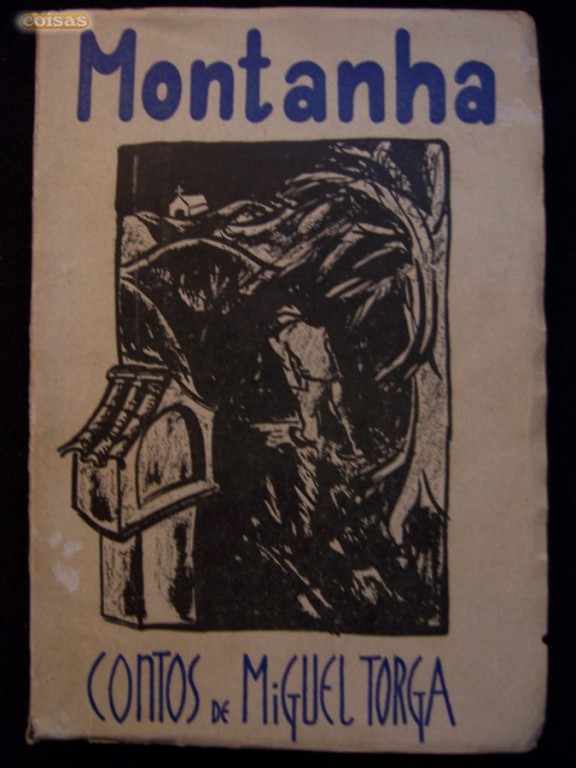 coisas
Montanha
CONTOS DE MiGUEL TORGA